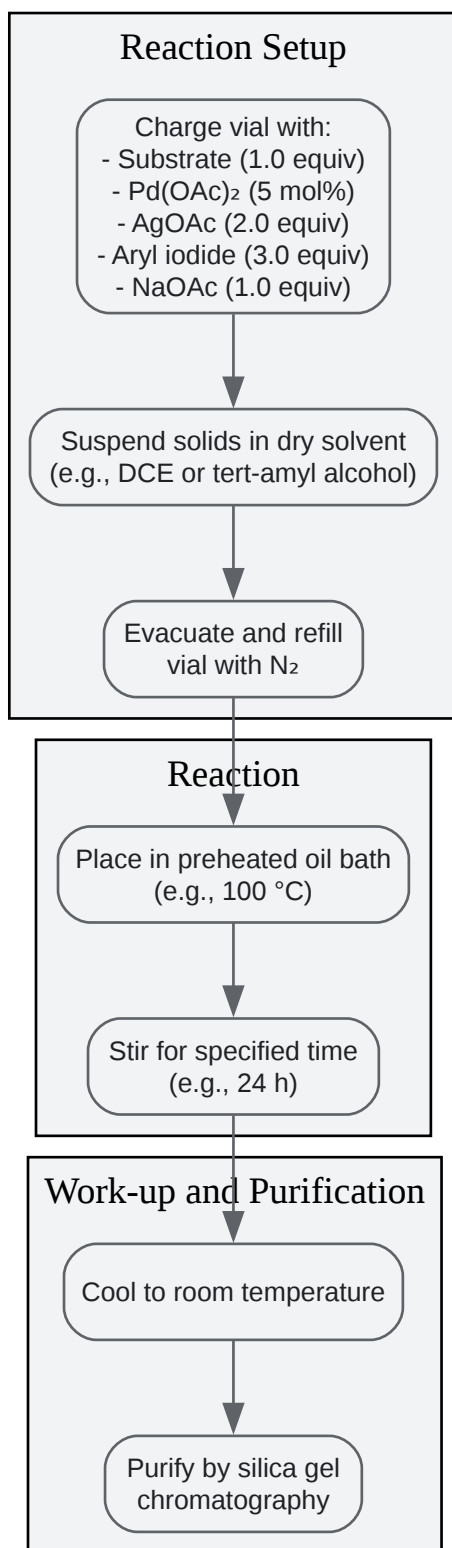 Reaction Setup
Charge vial with:
- Substrate (1.0 equiv)
- Pd(OAc)₂ (5 mol%)
- AgOAc (2.0 equiv)
- Aryl iodide (3.0 equiv)
- NaOAc (1.0 equiv)
Suspend solids in dry solvent
(e.g., DCE or tert-amyl alcohol)
Evacuate and refill
vial with N₂
Reaction
Place in preheated oil bath
(e.g., 100 °C)
Stir for specified time
(e.g., 24 h)
Work-up and Purification
Cool to room temperature
Purify by silica gel
chromatography